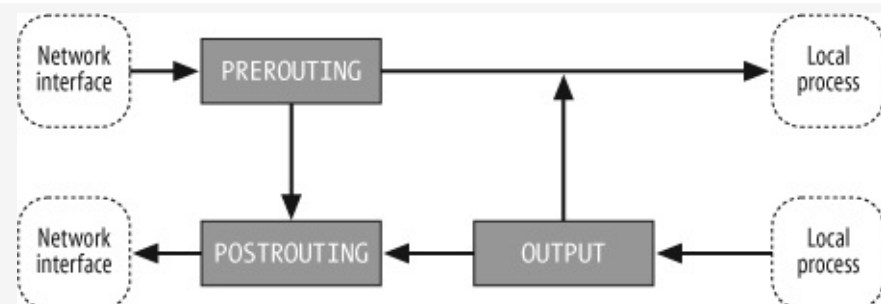 Network
interface
PREROUTING
Local
process
Network
interface
POSTROUTING
OUTPUT
Local
process